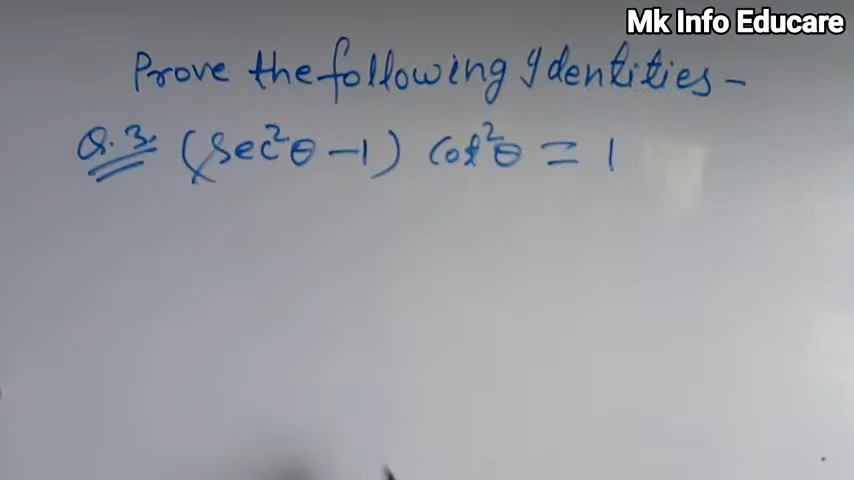 Mk Info Educare
Prove the following Identities -
Q.3. (Sec²θ - 1) Cot²θ = 1